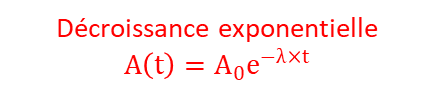 Décroissance exponentielle
A(t) = A₀e^{−λ×t}